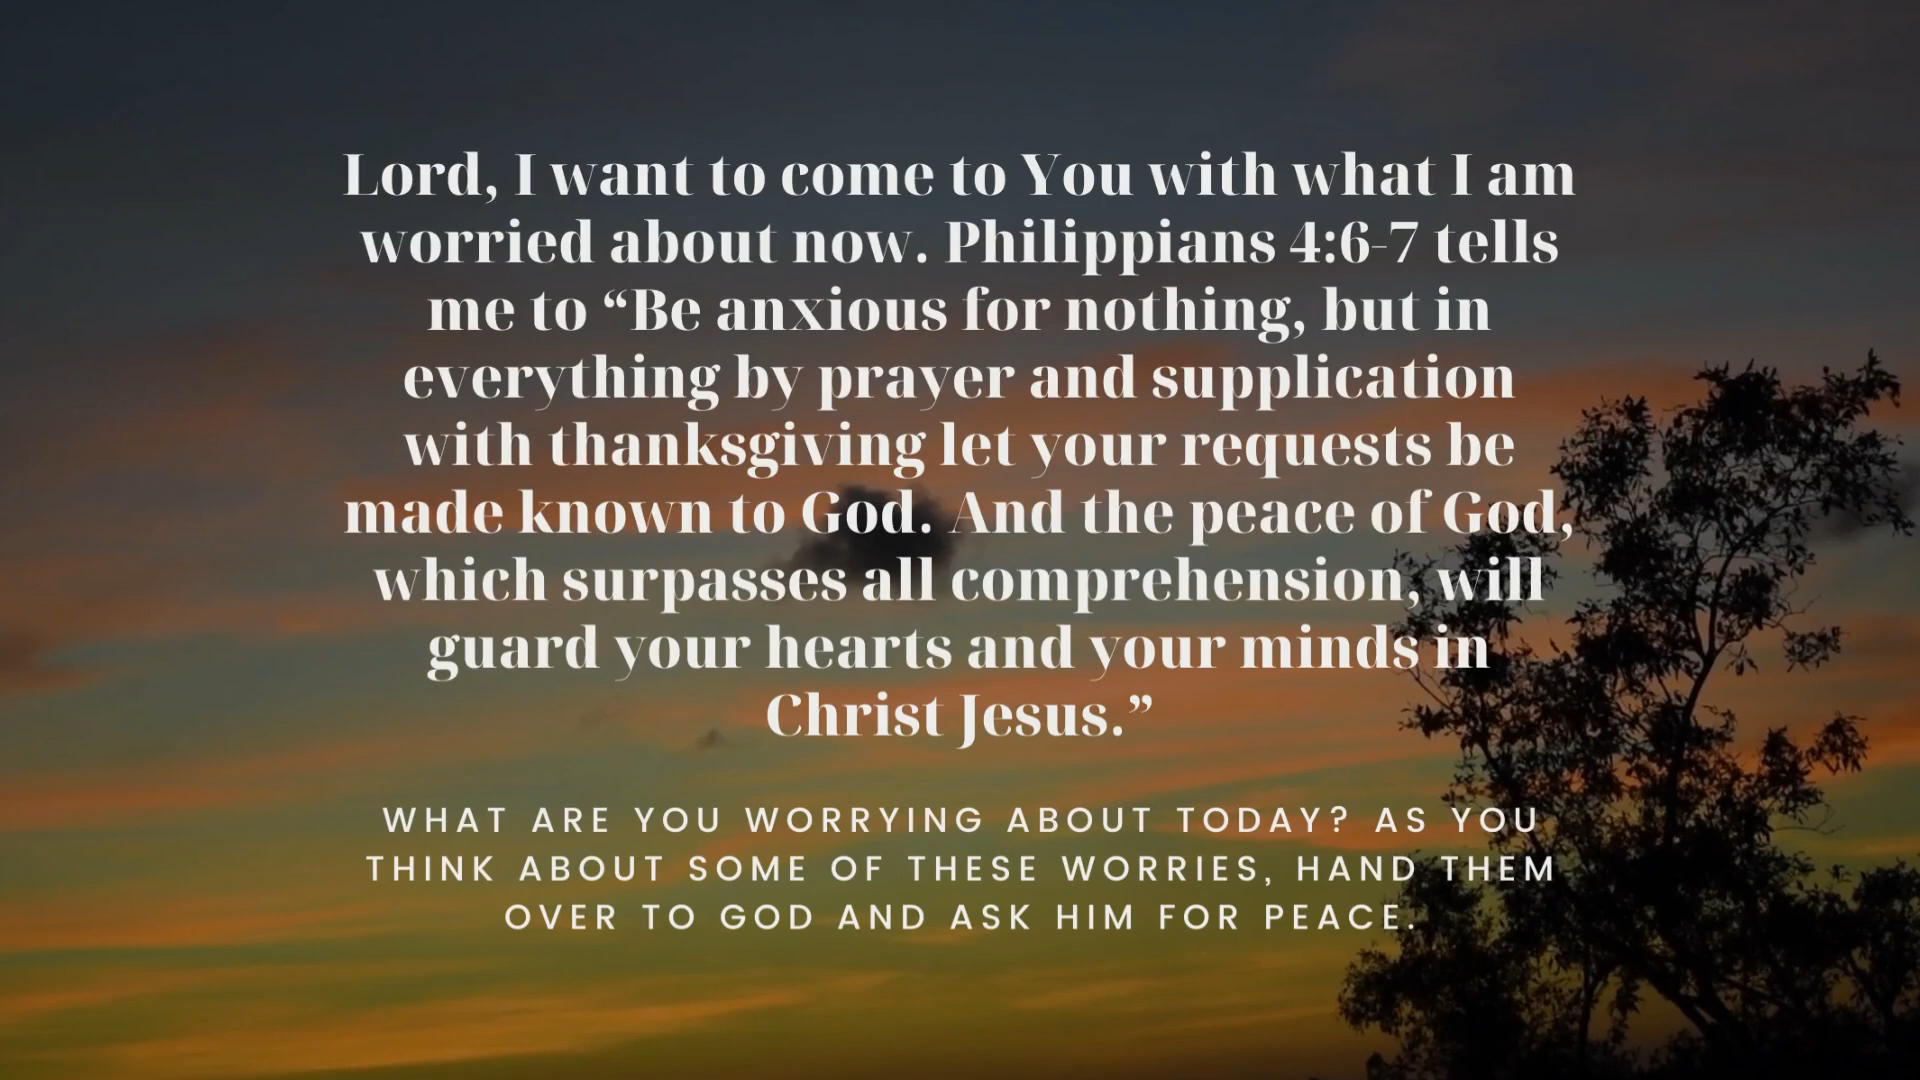 Lord, I want to come to You with what I am
worried about now. Philippians 4:6-7 tells
me to “Be anxious for nothing, but in
everything by prayer and supplication
with thanksgiving let your requests be
made known to God. And the peace of God,
which surpasses all comprehension, will
guard your hearts and your minds in
Christ Jesus.”
WHAT ARE YOU WORRYING ABOUT TODAY? AS YOU
THINK ABOUT SOME OF THESE WORRIES, HAND THEM
OVER TO GOD AND ASK HIM FOR PEACE.